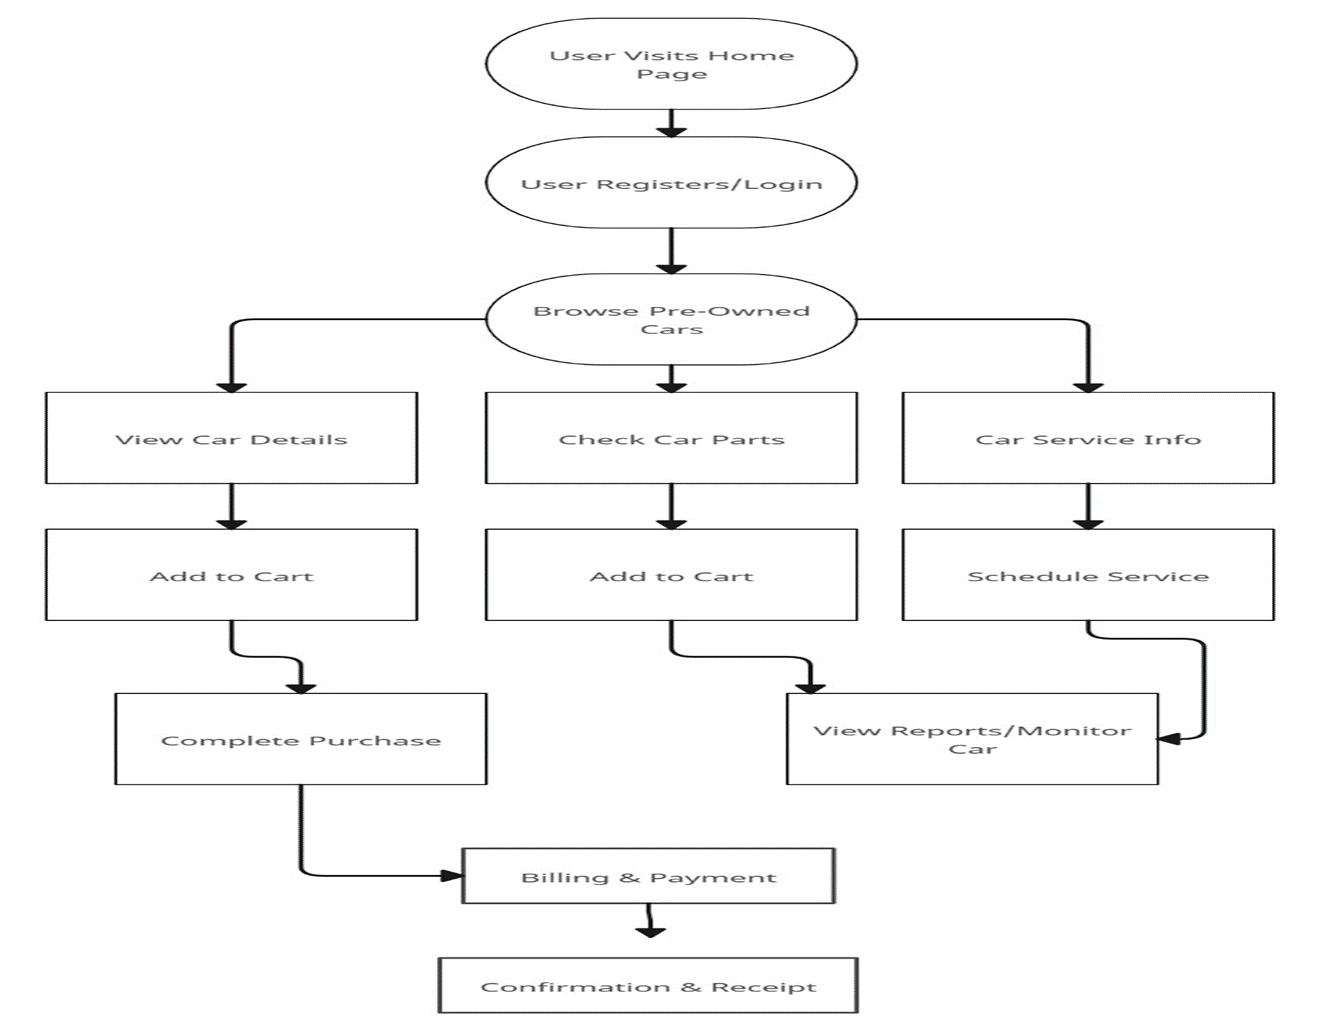 User Visits Home
Page
User Registers/Login
Browse Pre-Owned
Cars
View Car Details
Check Car Parts
Car Service Info
Add to Cart
Add to Cart
Schedule Service
Complete Purchase
View Reports/Monitor
Car
Billing & Payment
Confirmation & Receipt